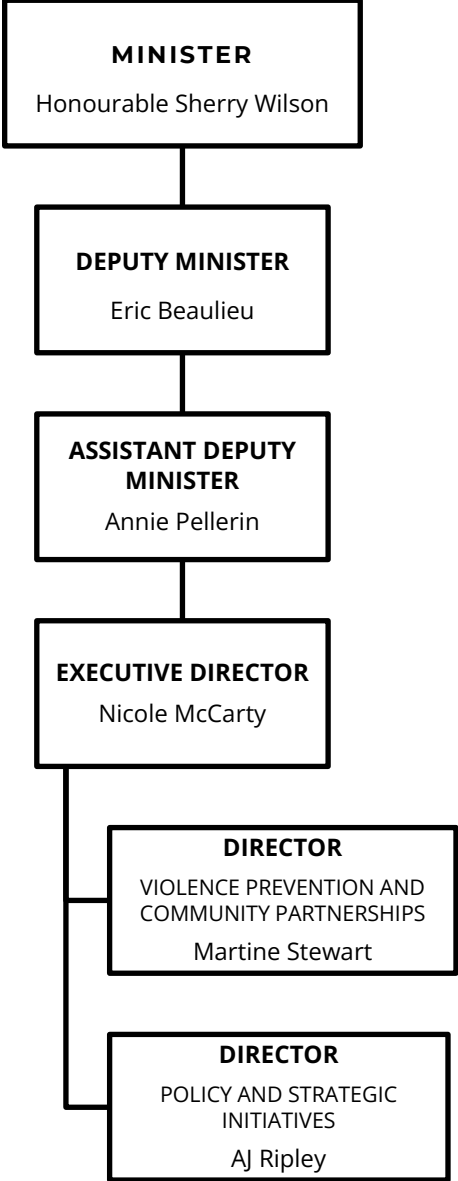 MINISTER
Honourable Sherry Wilson
DEPUTY MINISTER
Eric Beaulieu
ASSISTANT DEPUTY
MINISTER
Annie Pellerin
EXECUTIVE DIRECTOR
Nicole McCarty
DIRECTOR
VIOLENCE PREVENTION AND
COMMUNITY PARTNERSHIPS
Martine Stewart
DIRECTOR
POLICY AND STRATEGIC
INITIATIVES
AJ Ripley